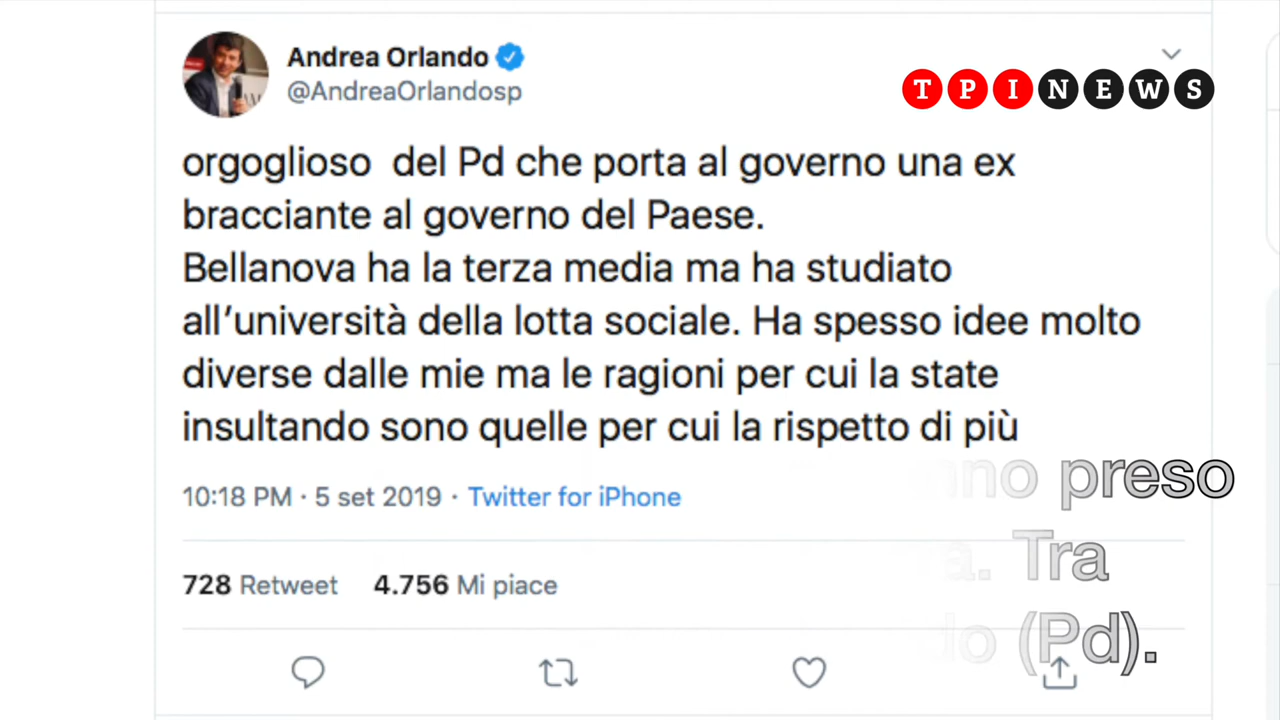 Andrea Orlando
@AndreaOrlandosp
TPINEWS
orgoglioso del Pd che porta al governo una ex
bracciante al governo del Paese.
Bellanova ha la terza media ma ha studiato
all'università della lotta sociale. Ha spesso idee molto
diverse dalle mie ma le ragioni per cui la state
insultando sono quelle per cui la rispetto di più
preso
10:18 PM · 5 set 2019 · Twitter for iPhone
Tra
728 Retweet 4.756 Mi piace
(Pd).